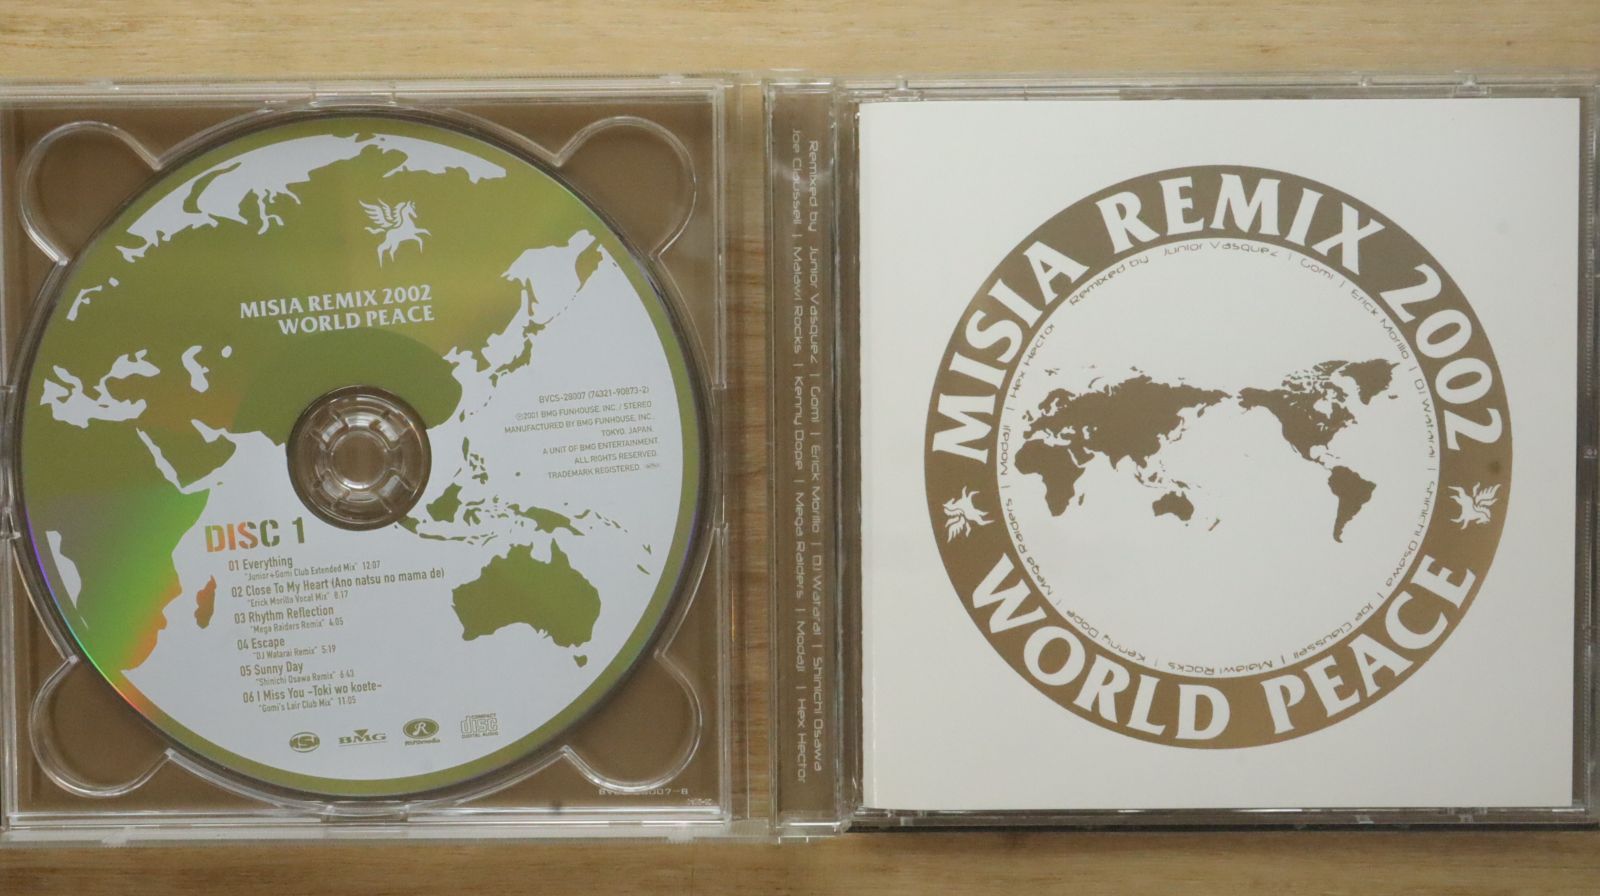 MISIA REMIX 2002
WORLD PEACE
BVCS-28007 (74321-90873-2)
℗2001 BMG FUNHOUSE, INC. / STEREO
MANUFACTURED BY BMG FUNHOUSE, INC.,
TOKYO, JAPAN.
A UNIT OF BMG ENTERTAINMENT.
ALL RIGHTS RESERVED.
TRADEMARK REGISTERED.
DISC 1
01 Everything
"Junior+Gomi Club Extended Mix" 12:07
02 Close To My Heart (Ano natsu no mama de)
"Erick Morillo Vocal Mix" 8:17
03 Rhythm Reflection
"Mega Raiders Remix" 4:05
04 Escape
"DJ Watarai Remix" 5:19
05 Sunny Day
"Shinichi Osawa Remix" 6:43
06 I Miss You ~Toki wo koete~
"Gomi's Lair Club Mix" 11:05
BMG
R
Rhythmedia
COMPACT
disc
DIGITAL AUDIO
Remixed by Junior Vasquez | Gomi | Erick Morillo | DJ Watarai | Shinichi Osawa
Joe Claussell | Malawi Rocks | Kenny Dope | Mega Raiders | Modaji | Hex Hector
MISIA REMIX 2002
Remixed by Junior Vasquez | Gomi | Erick Morillo | DJ Watarai | Shinichi Osawa | Joe Claussell | Malawi Rocks | Kenny Dope | Mega Raiders | Modaji | Hex Hector
WORLD PEACE